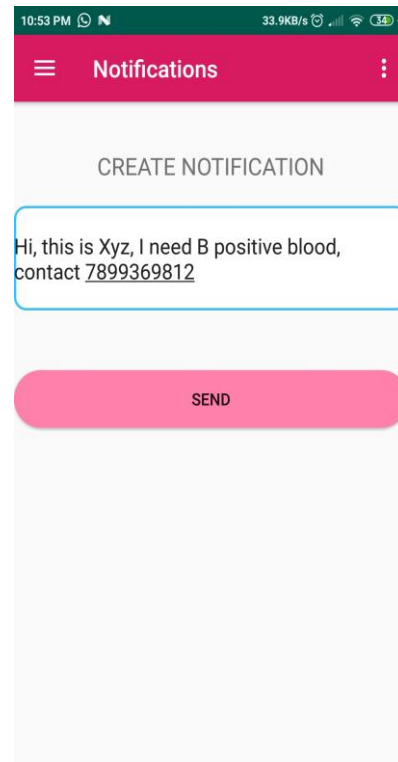 10:53 PM 33.9KB/s 34
Notifications
CREATE NOTIFICATION
Hi, this is Xyz, I need B positive blood,
contact 7899369812
SEND